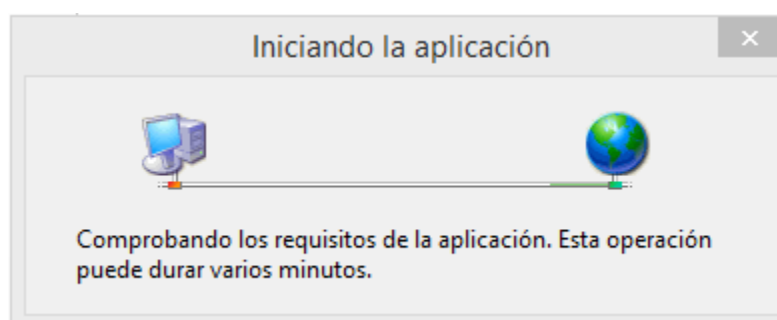 Iniciando la aplicación
Comprobando los requisitos de la aplicación. Esta operación
puede durar varios minutos.